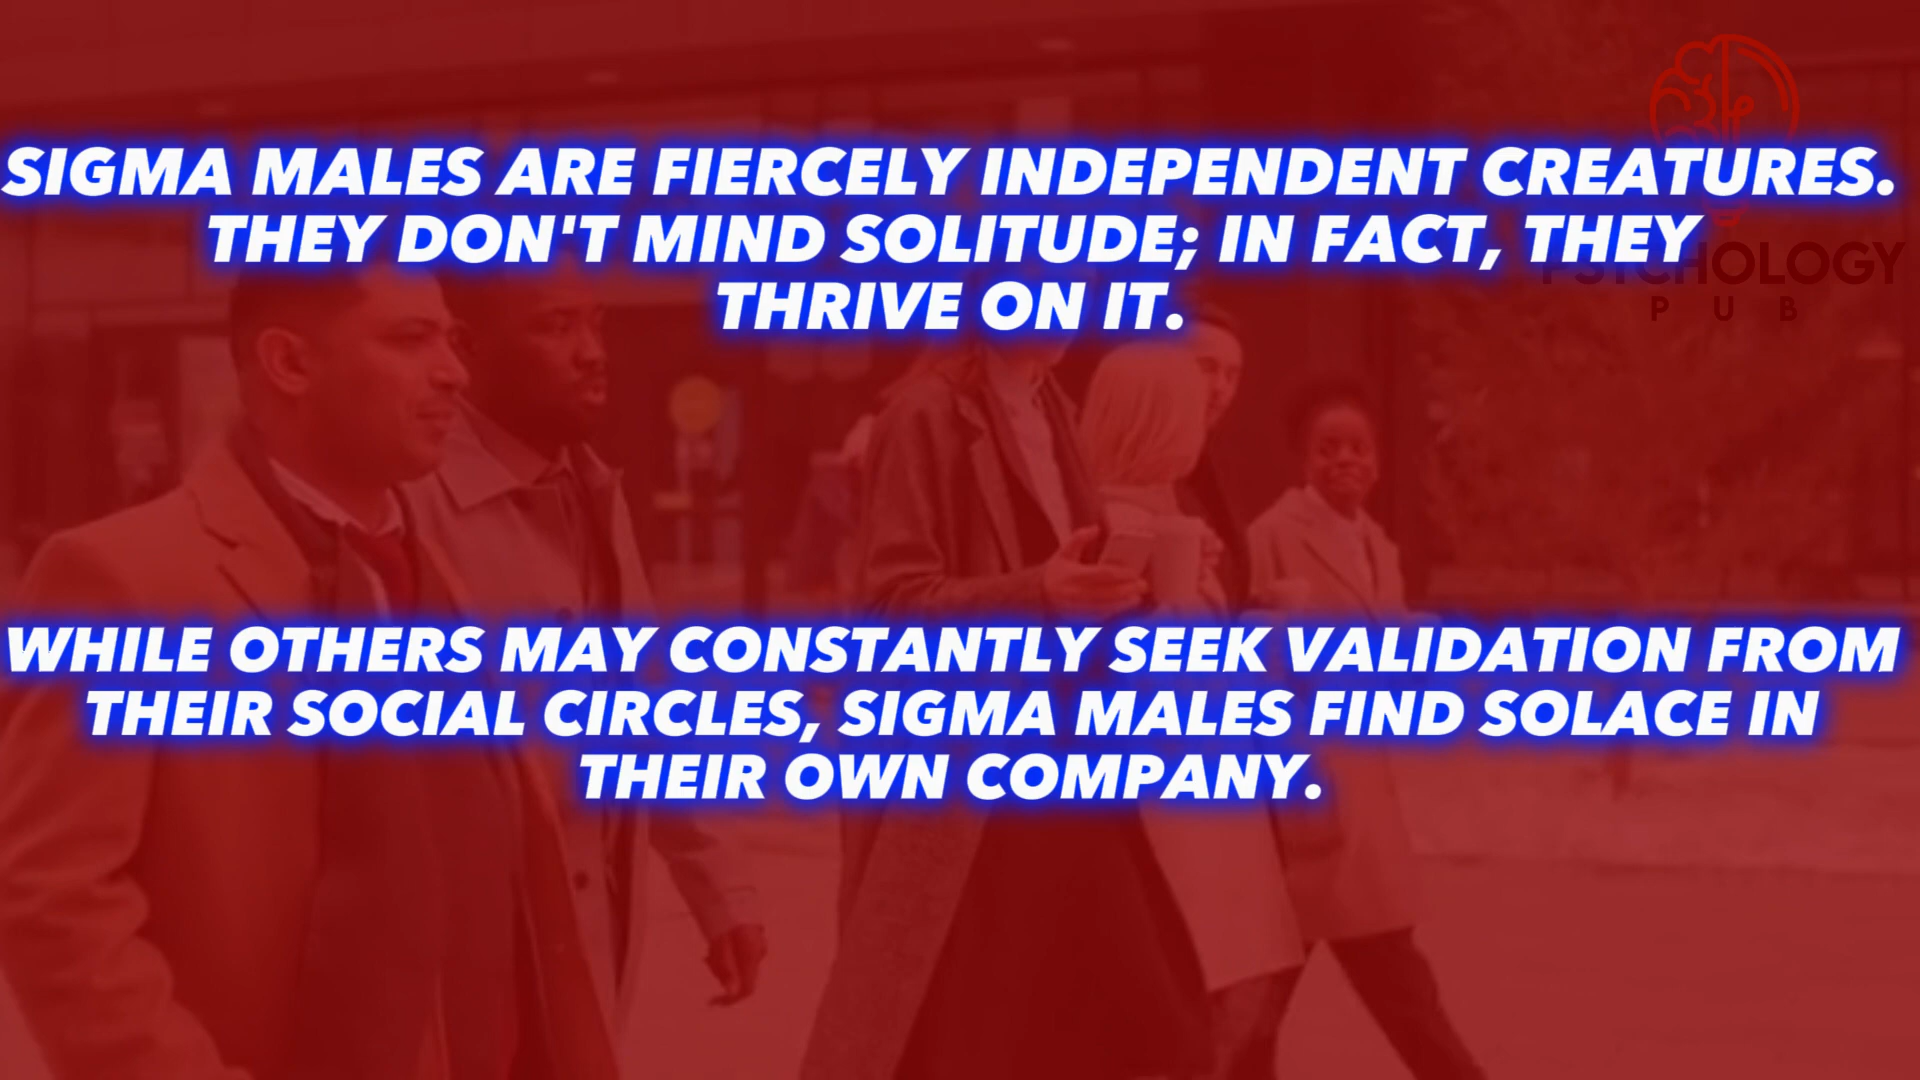 SIGMA MALES ARE FIERCELY INDEPENDENT CREATURES.
THEY DON'T MIND SOLITUDE; IN FACT, THEY
THRIVE ON IT.
PSYCHOLOGY
PUB
WHILE OTHERS MAY CONSTANTLY SEEK VALIDATION FROM
THEIR SOCIAL CIRCLES, SIGMA MALES FIND SOLACE IN
THEIR OWN COMPANY.